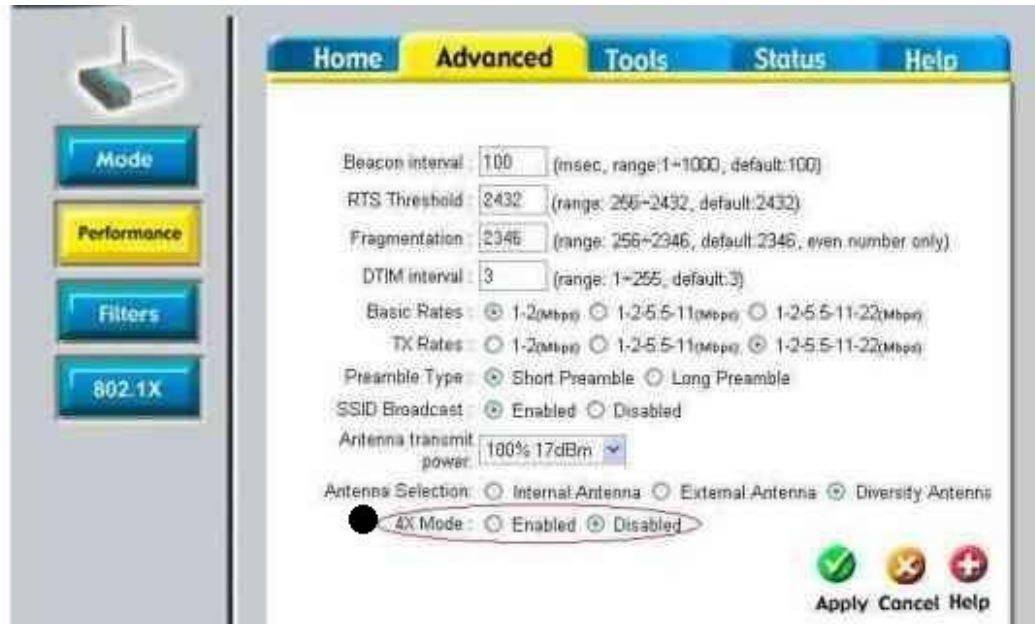 Home Advanced Tools Status Help
Mode
Performance
Filters
802.1X
Beacon interval : 100 (msec, range:1~1000, default:100)
RTS Threshold : 2432 (range: 256~2432, default:2432)
Fragmentation : 2346 (range: 256~2346, default:2346, even number only)
DTIM interval : 3 (range: 1~255, default:3)
Basic Rates : 1-2(Mbps) 1-2-5.5-11(Mbps) 1-2-5.5-11-22(Mbps)
TX Rates : 1-2(Mbps) 1-2-5.5-11(Mbps) 1-2-5.5-11-22(Mbps)
Preamble Type : Short Preamble Long Preamble
SSID Broadcast : Enabled Disabled
Antenna transmit
power: 100% 17dBm
Antenna Selection: Internal Antenna External Antenna Diversity Antenna
4X Mode : Enabled Disabled
Apply Cancel Help